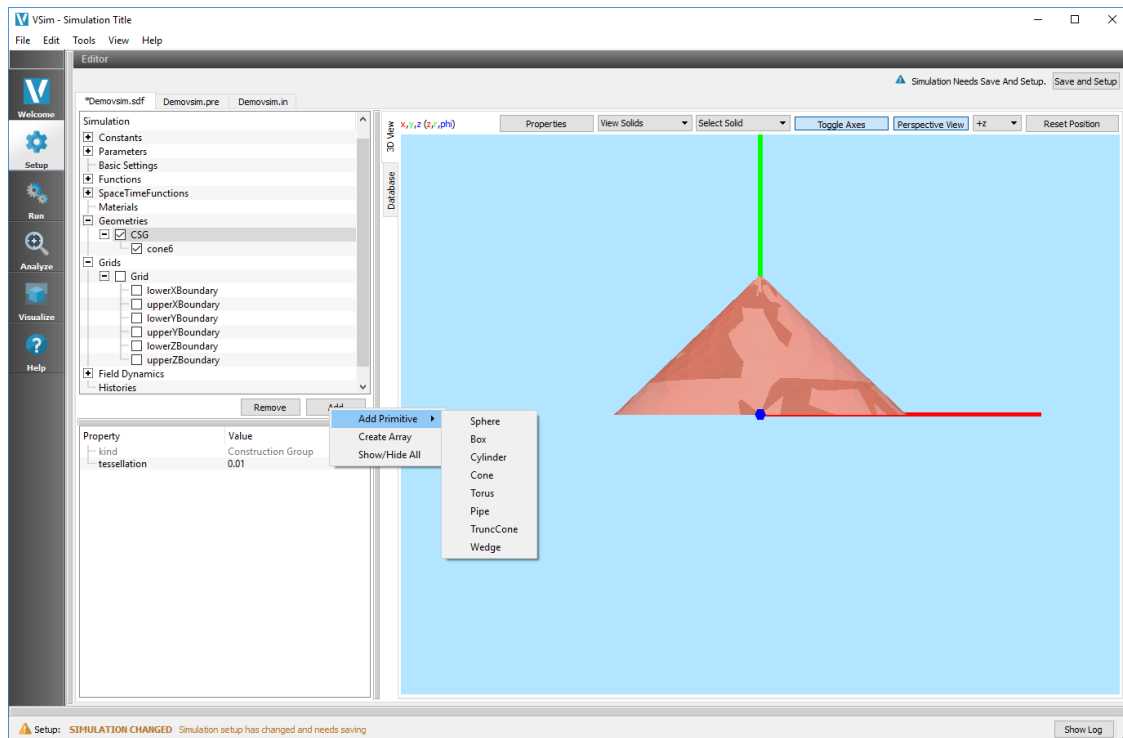 VSim - Simulation Title
File Edit Tools View Help
Editor
Simulation Needs Save And Setup. Save and Setup
*Demovsim.sdf Demovsim.pre Demovsim.in
Welcome
Setup
Run
Analyze
Visualize
Help
Simulation
Constants
Parameters
Basic Settings
Functions
SpaceTimeFunctions
Materials
Geometries
CSG
cone6
Grids
Grid
lowerXBoundary
upperXBoundary
lowerYBoundary
upperYBoundary
lowerZBoundary
upperZBoundary
Field Dynamics
Histories
Remove Add
Property Value
kind Construction Group
tessellation 0.01
Add Primitive
Create Array
Show/Hide All
Sphere
Box
Cylinder
Cone
Torus
Pipe
TruncCone
Wedge
3D View
Database
x,y,z (z,r,phi) Properties View Solids Select Solid Toggle Axes Perspective View +z Reset Position
Setup: SIMULATION CHANGED Simulation setup has changed and needs saving Show Log